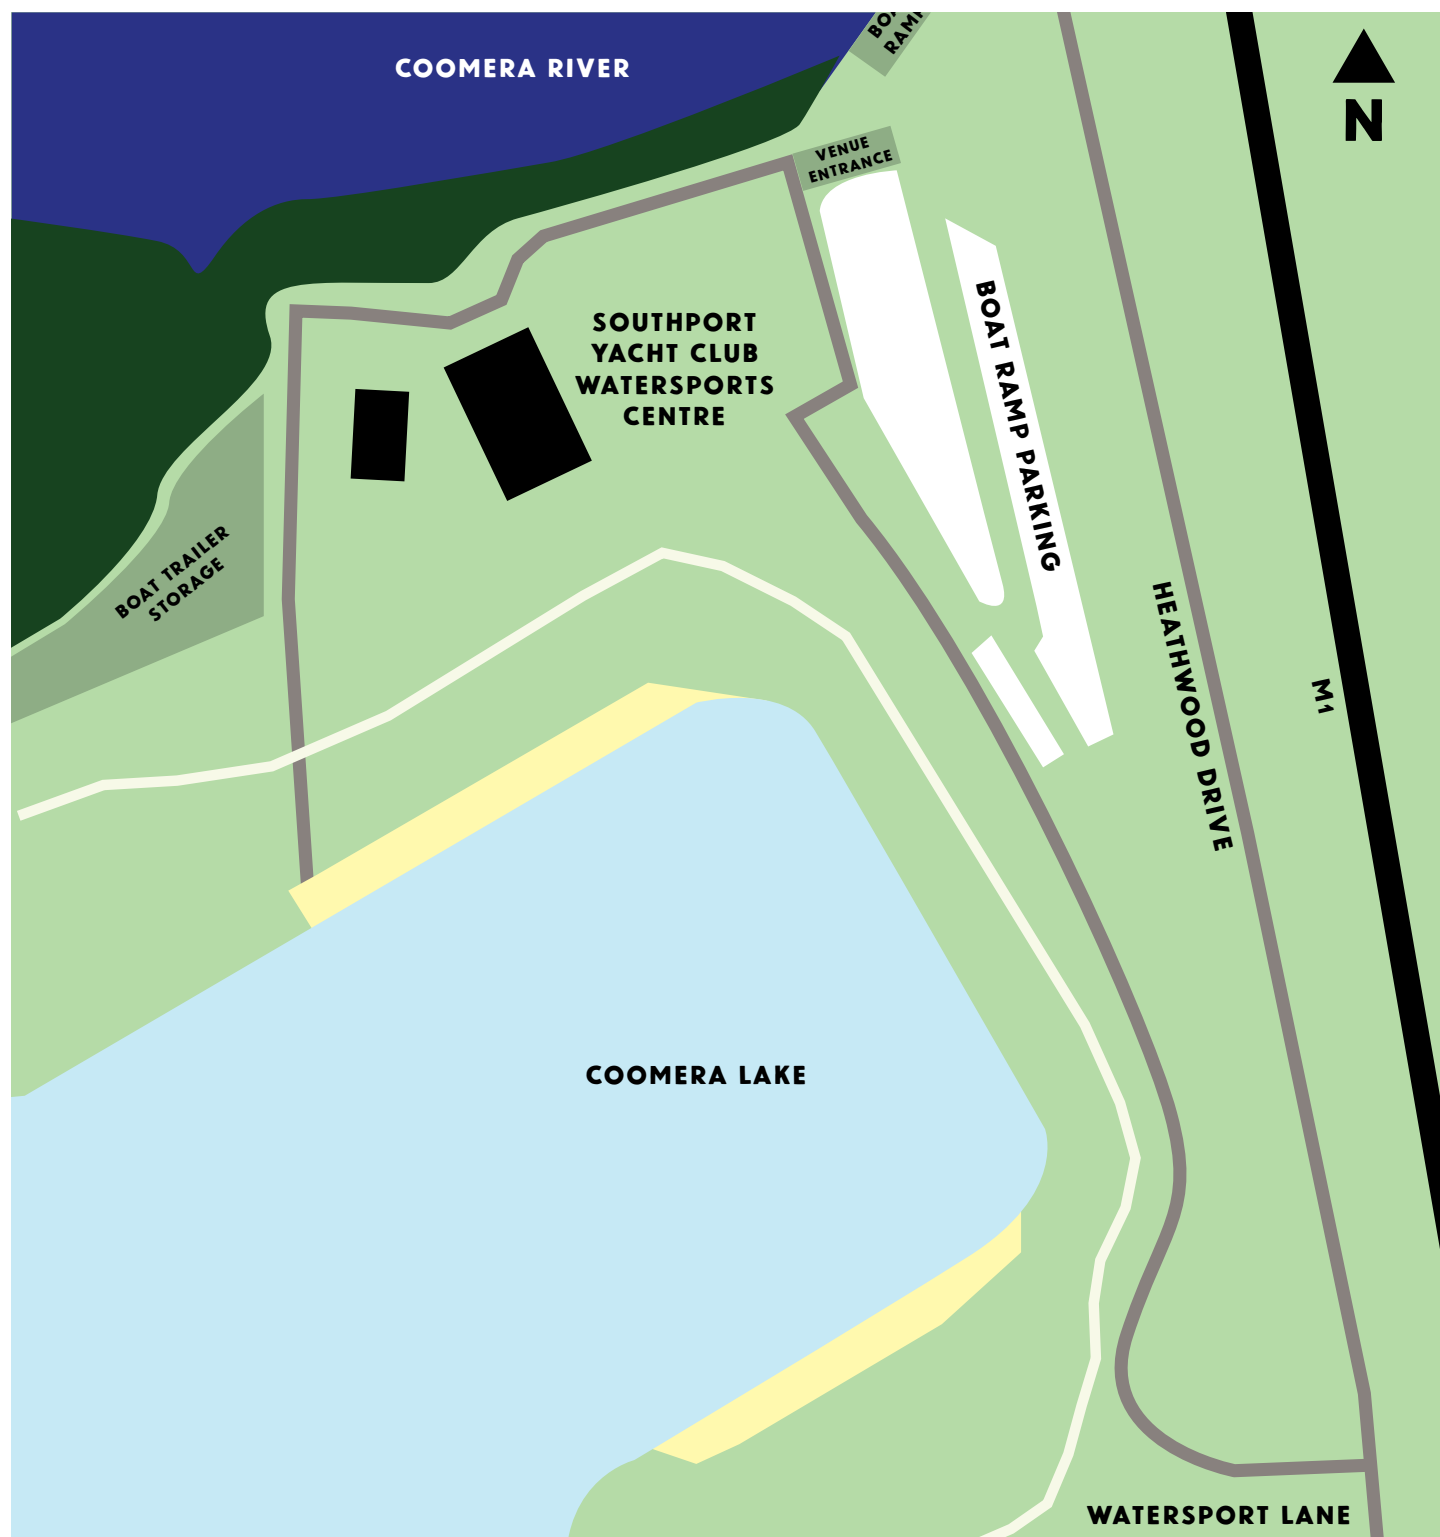 COOMERA RIVER
N
VENUE
ENTRANCE
SOUTHPORT
YACHT CLUB
WATERSPORTS
CENTRE
BOAT RAMP PARKING
BOAT TRAILER
STORAGE
HEATHWOOD DRIVE
M1
COOMERA LAKE
WATERSPORT LANE